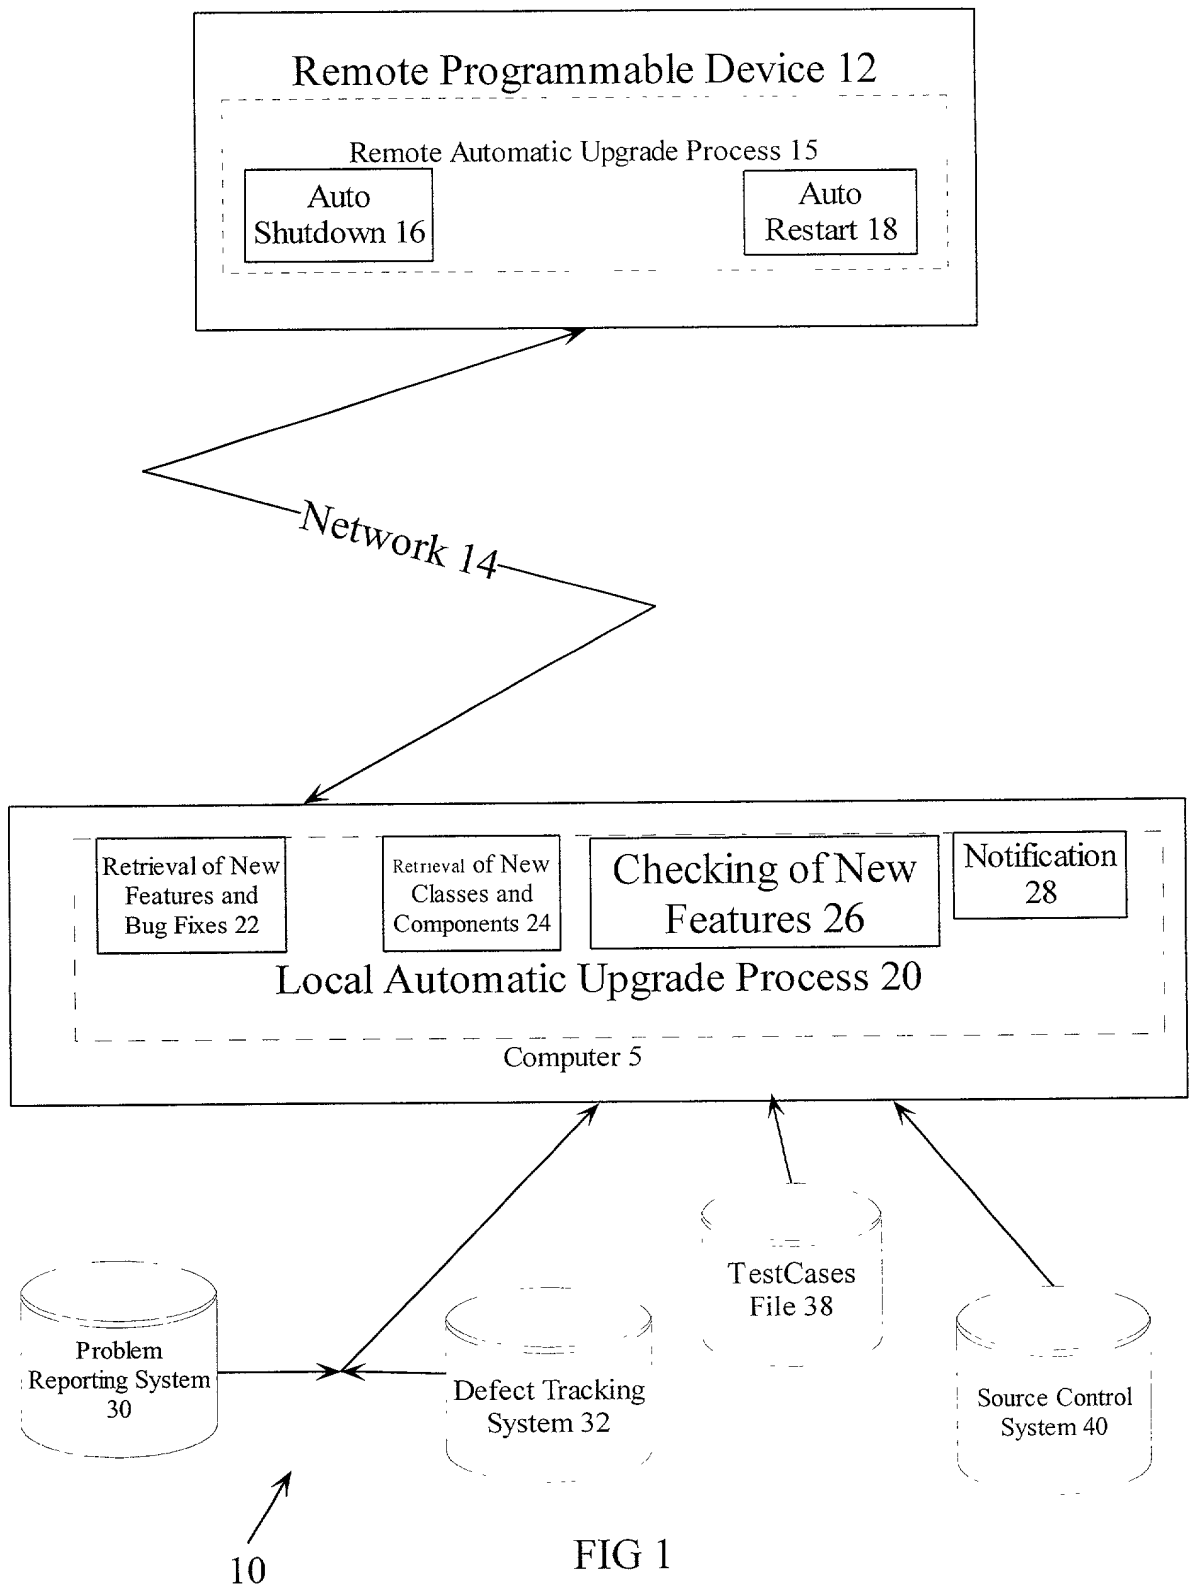 Remote Programmable Device 12
Remote Automatic Upgrade Process 15
Auto
Shutdown 16
Auto
Restart 18
Network 14
Retrieval of New
Features and
Bug Fixes 22
Retrieval of New
Classes and
Components 24
Checking of New
Features 26
Notification
28
Local Automatic Upgrade Process 20
Computer 5
TestCases
File 38
Problem
Reporting System
30
Defect Tracking
System 32
Source Control
System 40
10
FIG 1